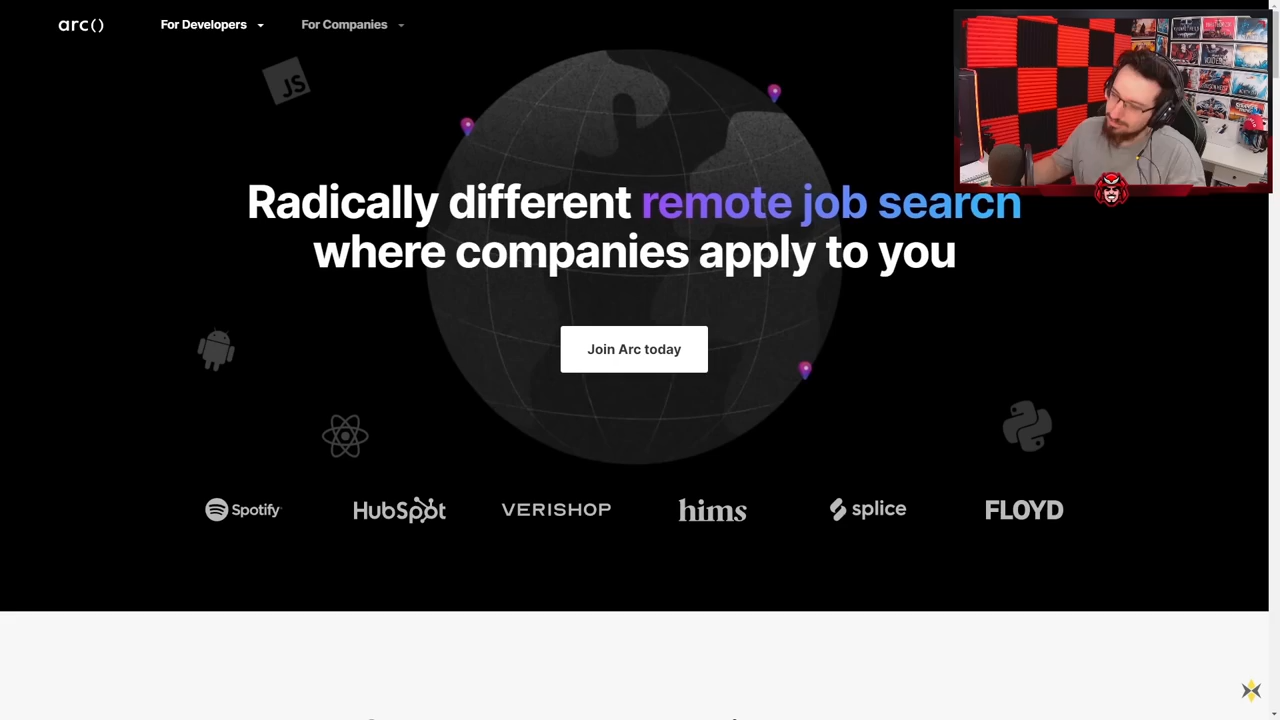 arc()
For Developers
For Companies
JS
Radically different remote job search
where companies apply to you
Join Arc today
Spotify
HubSpot
VERISHOP
hims
splice
FLOYD